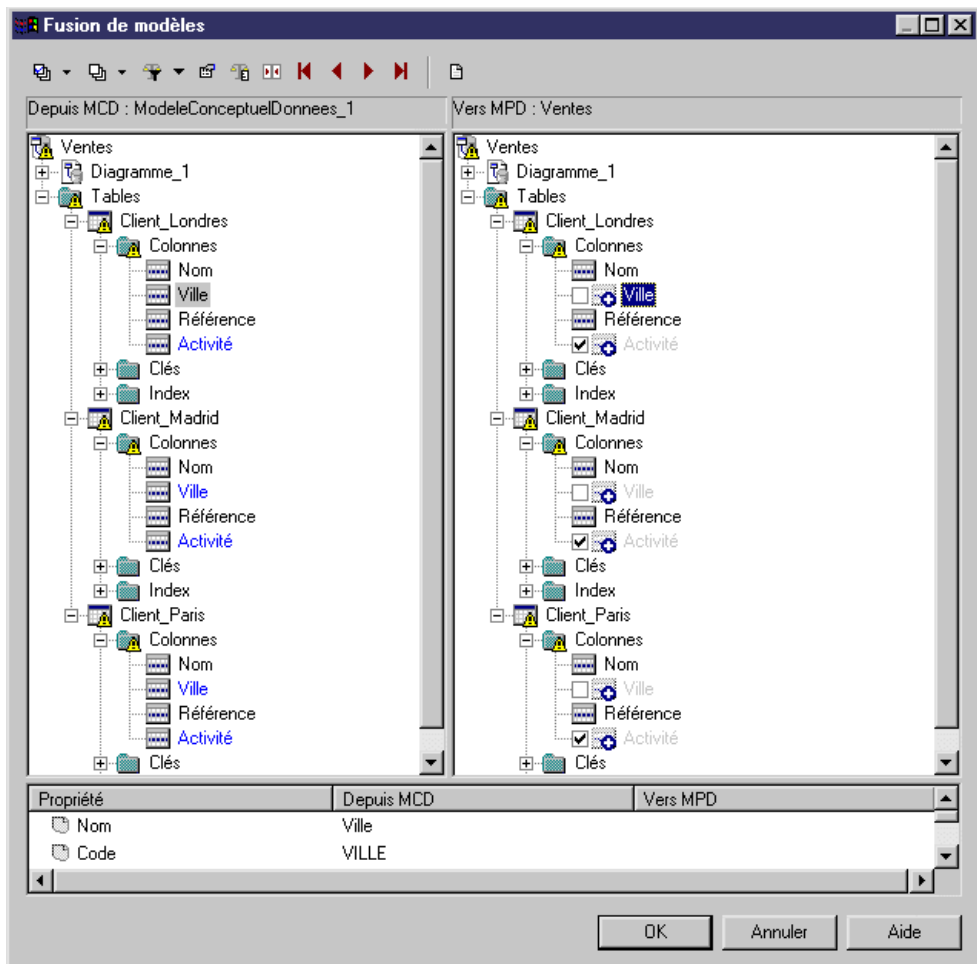 Fusion de modèles
Depuis MCD : ModeleConceptuelDonnees_1
Vers MPD : Ventes
Ventes
Diagramme_1
Tables
Client_Londres
Colonnes
Nom
Ville
Référence
Activité
Clés
Index
Client_Madrid
Colonnes
Nom
Ville
Référence
Activité
Clés
Index
Client_Paris
Colonnes
Nom
Ville
Référence
Activité
Clés
Ventes
Diagramme_1
Tables
Client_Londres
Colonnes
Nom
Ville
Référence
Activité
Clés
Index
Client_Madrid
Colonnes
Nom
Ville
Référence
Activité
Clés
Index
Client_Paris
Colonnes
Nom
Ville
Référence
Activité
Clés
Propriété Depuis MCD Vers MPD
Nom Ville
Code VILLE
OK Annuler Aide